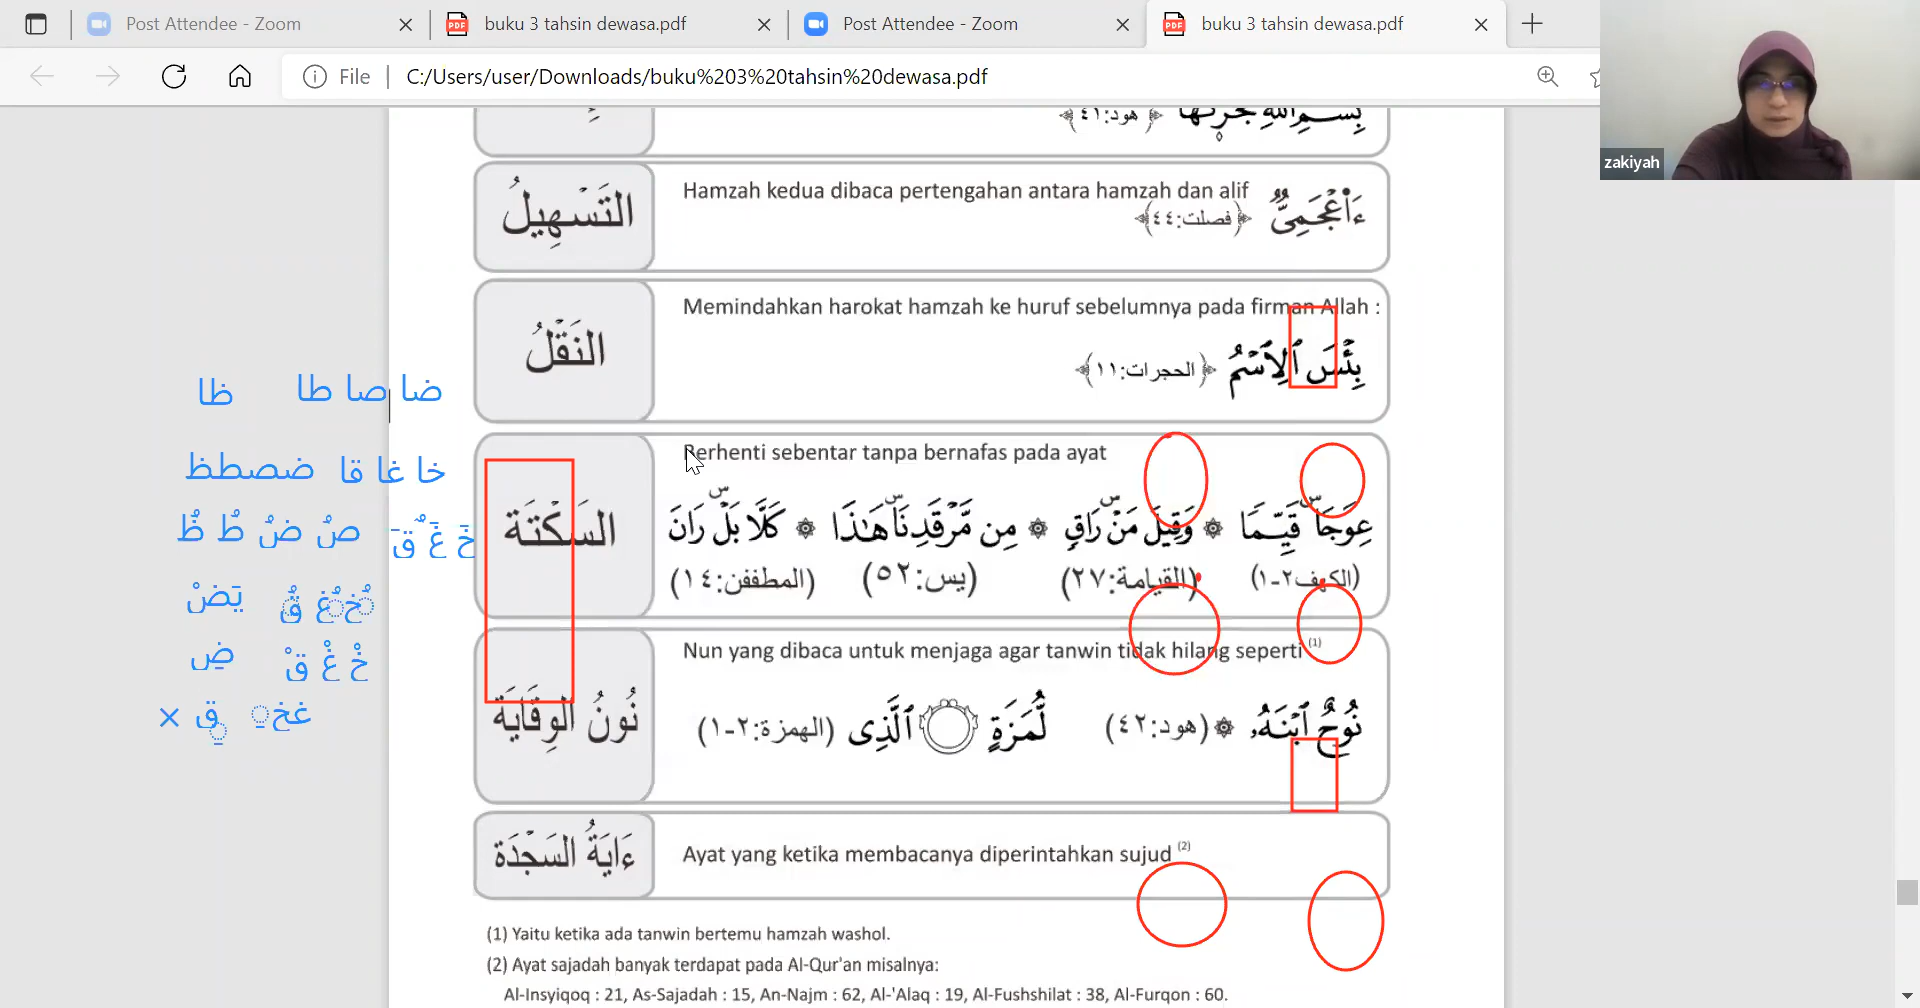 Post Attendee - Zoom
buku 3 tahsin dewasa.pdf
Post Attendee - Zoom
buku 3 tahsin dewasa.pdf
File
C:/Users/user/Downloads/buku%203%20tahsin%20dewasa.pdf
zakiyah
﴿هود:٤١﴾
التَسْهِيلُ
Hamzah kedua dibaca pertengahan antara hamzah dan alif
ءَا۬عْجَمِىٌّ ﴿فصلت:٤٤﴾
النَقْلُ
Memindahkan harokat hamzah ke huruf sebelumnya pada firman Allah :
بِئْسَ ٱلِٱسْمُ ﴿الحجرات:١١﴾
السَكْتَة
Berhenti sebentar tanpa bernafas pada ayat
عِوَجَاۜ قَيِّمًا ۞ وَقِيلَ مَنْۜ رَاقٍ ۞ مِن مَّرْقَدِنَاۜ هَـٰذَا ۞ كَلَّا بَلْۜ رَانَ
(الكهف:٢-١) (القيامة:٢٧) (يس:٥٢) (المطففن:١٤)
نُونُ الوِقَايَة
Nun yang dibaca untuk menjaga agar tanwin tidak hilang seperti (1)
نُوحٌ ٱبْنَهُۥ ۞ (هود:٤٢) لُّمَزَةٍ ٱلَّذِى (الهمزة:٢-١)
ءَايَةُ السَجْدَة
Ayat yang ketika membacanya diperintahkan sujud (2)
(1) Yaitu ketika ada tanwin bertemu hamzah washol.
(2) Ayat sajadah banyak terdapat pada Al-Qur'an misalnya:
Al-Insyiqoq : 21, As-Sajadah : 15, An-Najm : 62, Al-'Alaq : 19, Al-Fushshilat : 38, Al-Furqon : 60.
ضا صا طا ظا
خا غا قا ضصطظ
خَ غَ قَ صُ ضُ طُ ظُ
خُ غُ قُ يَضْ
خْ غْ قْ ضِ
غخِ قِ ×